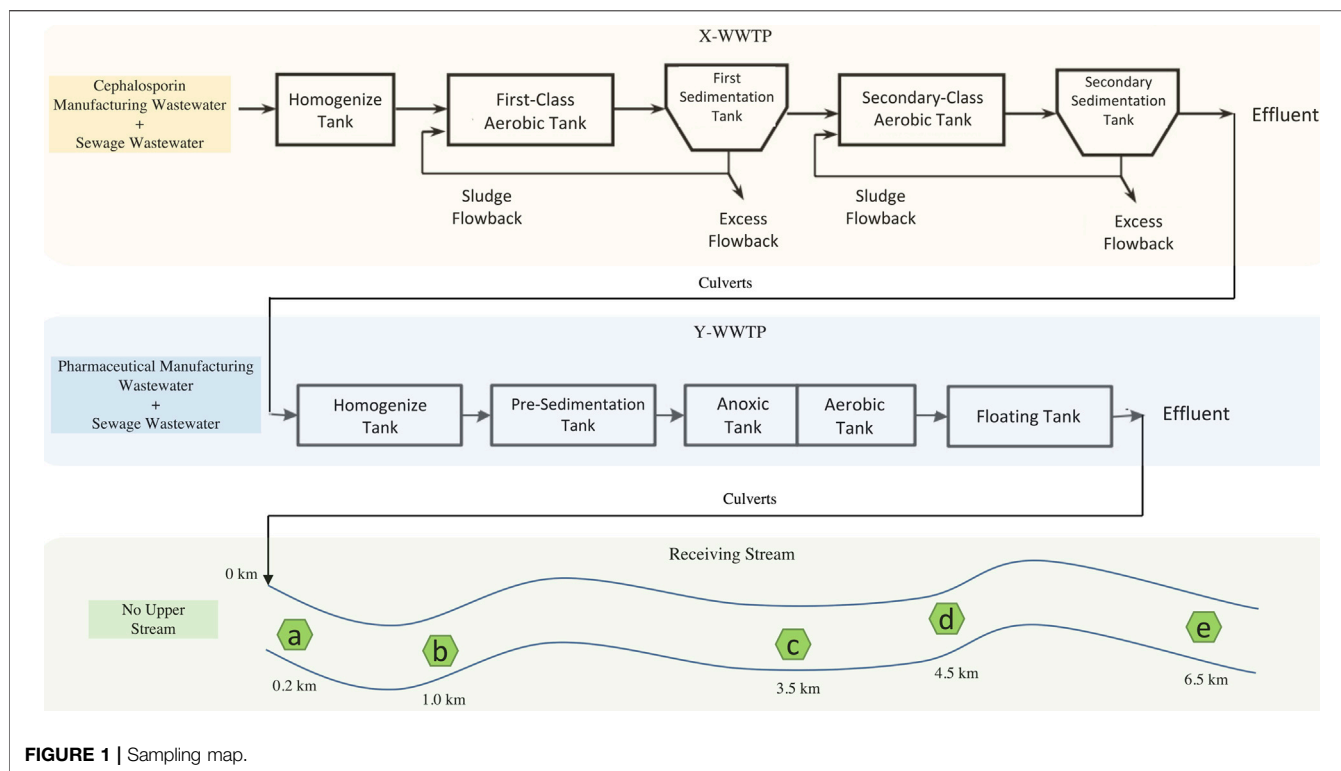 X-WWTP
Cephalosporin
Manufacturing Wastewater
+
Sewage Wastewater
Homogenize
Tank
First-Class
Aerobic Tank
First
Sedimentation
Tank
Secondary-Class
Aerobic Tank
Secondary
Sedimentation
Tank
Effluent
Sludge
Flowback
Excess
Flowback
Sludge
Flowback
Excess
Flowback
Culverts
Y-WWTP
Pharmaceutical Manufacturing
Wastewater
+
Sewage Wastewater
Homogenize
Tank
Pre-Sedimentation
Tank
Anoxic
Tank
Aerobic
Tank
Floating Tank
Effluent
Culverts
Receiving Stream
0 km
No Upper
Stream
a
b
c
d
e
0.2 km
1.0 km
3.5 km
4.5 km
6.5 km
FIGURE 1 | Sampling map.